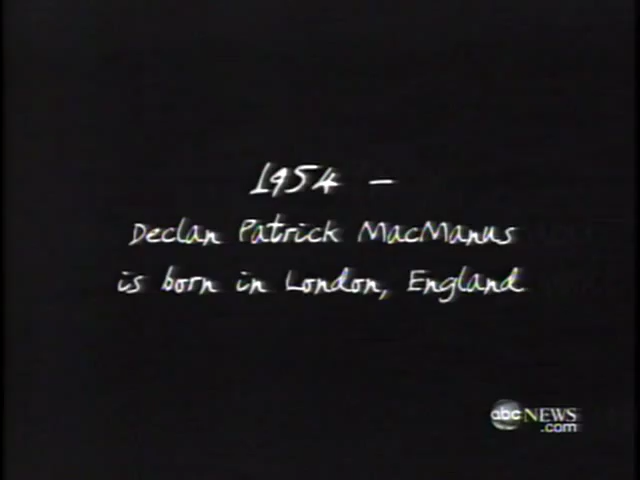 1954 –
Declan Patrick MacManus
is born in London, England
abc NEWS
.com